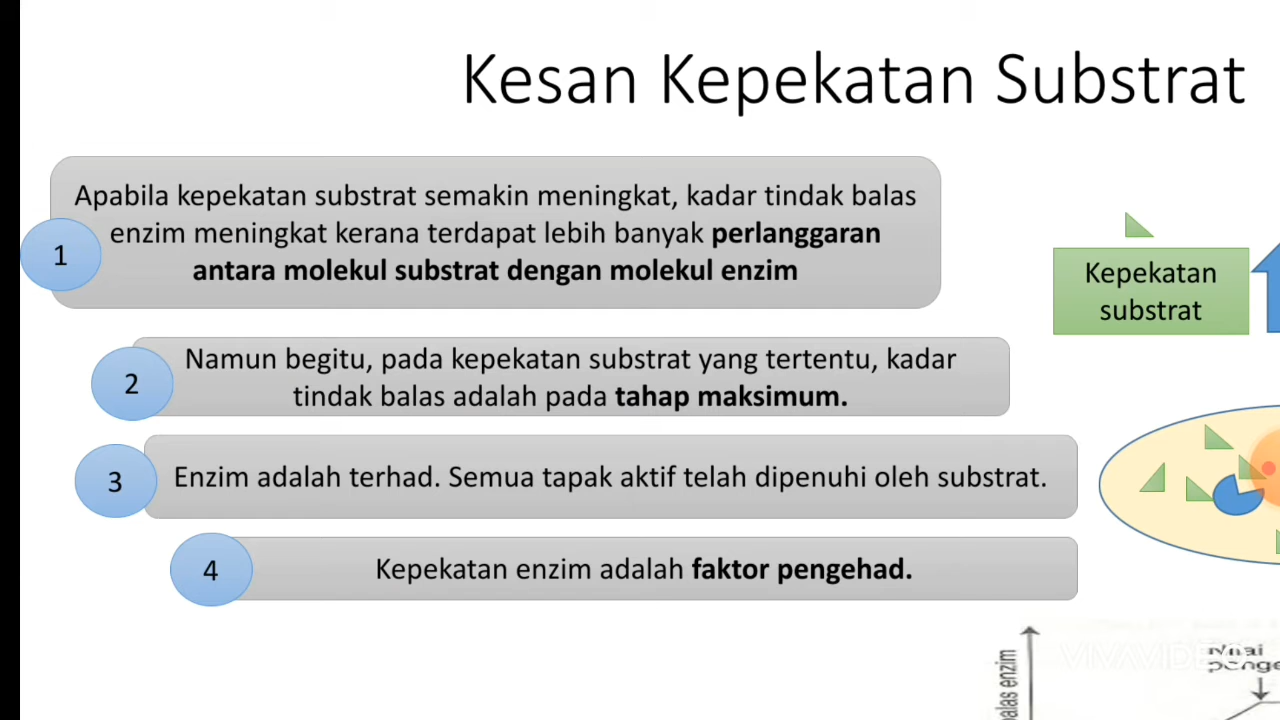 Kesan Kepekatan Substrat
Apabila kepekatan substrat semakin meningkat, kadar tindak balas
enzim meningkat kerana terdapat lebih banyak perlanggaran
antara molekul substrat dengan molekul enzim
1
Namun begitu, pada kepekatan substrat yang tertentu, kadar
tindak balas adalah pada tahap maksimum.
2
Enzim adalah terhad. Semua tapak aktif telah dipenuhi oleh substrat.
3
Kepekatan enzim adalah faktor pengehad.
4
Kepekatan
substrat
balas enzim